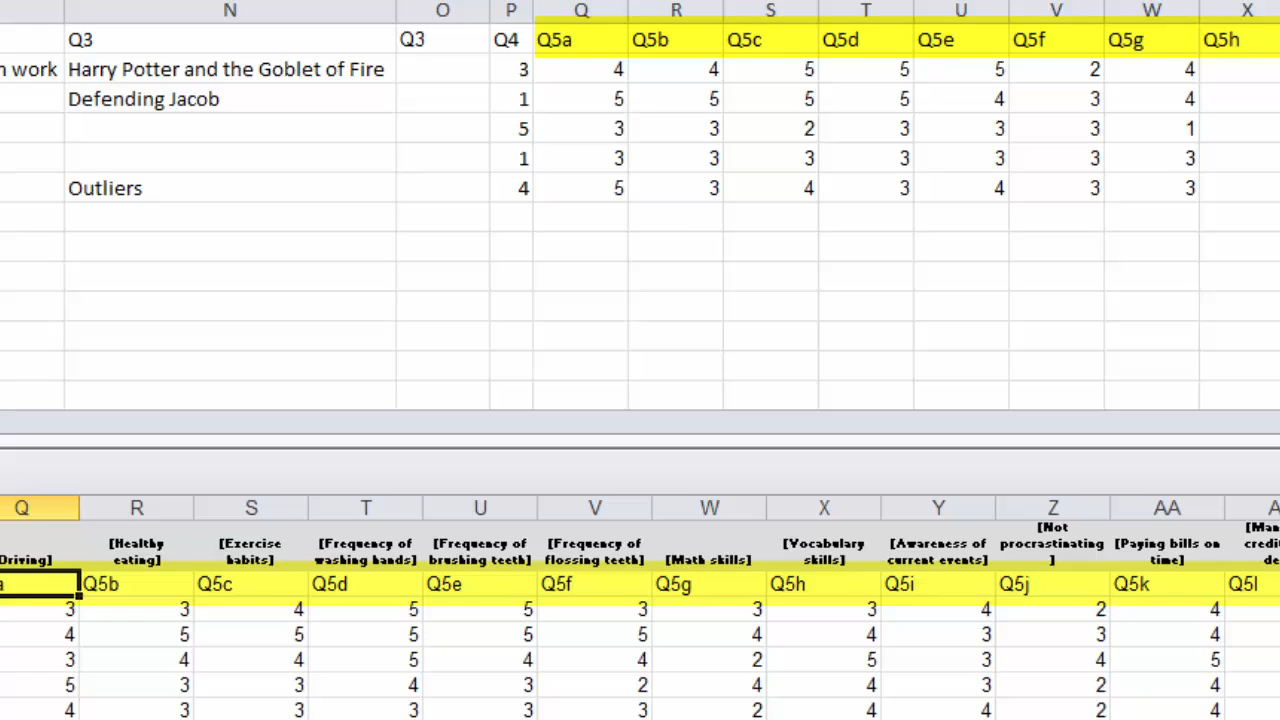 N O P Q R S T U V W X
Q3 Q3 Q4 Q5a Q5b Q5c Q5d Q5e Q5f Q5g Q5h
work Harry Potter and the Goblet of Fire 3 4 4 5 5 5 2 4
Defending Jacob 1 5 5 5 5 4 3 4
5 3 3 2 3 3 3 1
1 3 3 3 3 3 3 3
Outliers 4 5 3 4 3 4 3 3
Q R S T U V W X Y Z AA A
Driving] [Healthy eating] [Exercise habits] [Frequency of washing hands] [Frequency of brushing teeth] [Frequency of flossing teeth] [Math skills] [Vocabulary skills] [Awareness of current events] [Not procrastinating] [Paying bills on time] [Man credi de
a Q5b Q5c Q5d Q5e Q5f Q5g Q5h Q5i Q5j Q5k Q5l
3 3 4 5 5 3 3 3 4 2 4
4 5 5 5 5 5 4 4 3 3 4
3 4 4 5 4 4 2 5 3 4 5
5 3 3 4 3 2 4 4 3 2 4
4 3 3 3 3 3 2 4 4 2 4